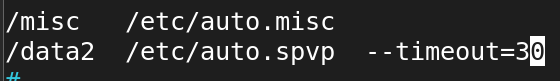 /misc   /etc/auto.misc
/data2  /etc/auto.spvp  --timeout=30
#